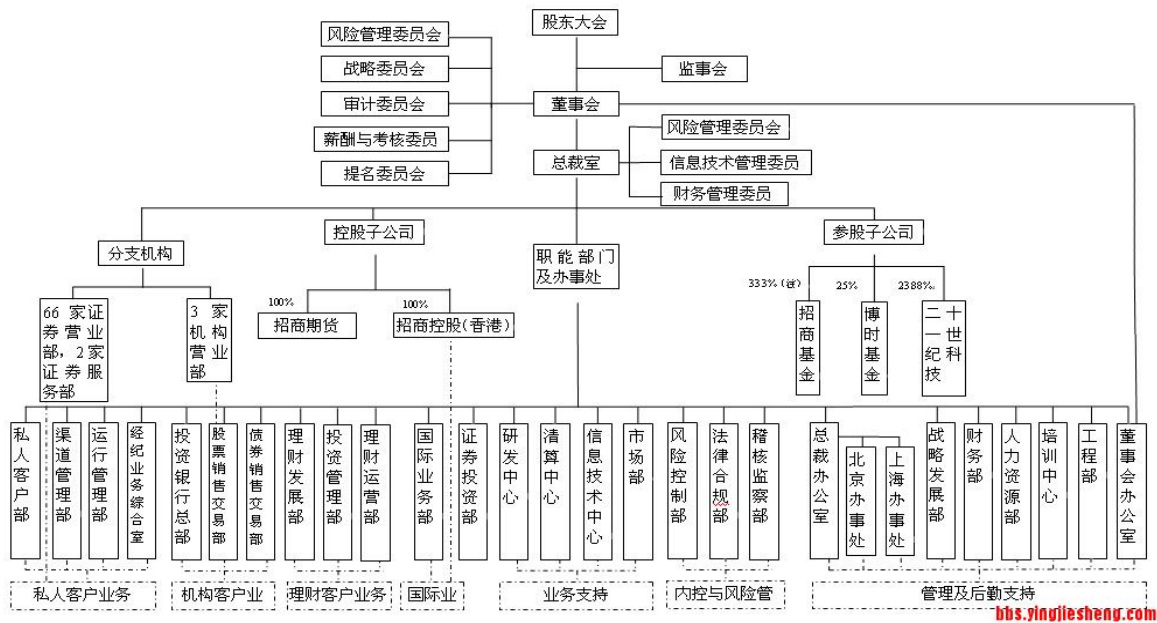 股东大会
风险管理委员会
战略委员会
监事会
审计委员会
董事会
薪酬与考核委员
风险管理委员会
总裁室
信息技术管理委员
提名委员会
财务管理委员
分支机构
控股子公司
职能部门
及办事处
参股子公司
66 家证
券营业
部，2家
证券服
务部
3 家
机构
营业
部
100%
招商期货
100%
招商控股(香港)
333%(注)
招商基金
25%
博时基金
2388%
二十一世纪科技
私人客户部
渠道管理部
运行管理部
经纪业务综合室
投资银行总部
股票销售交易部
债券销售交易部
理财发展部
投资管理部
理财运营部
国际业务部
证券投资部
研发中心
清算中心
信息技术中心
市场部
风险控制部
法律合规部
稽核监察部
总裁办公室
北京办事处
上海办事处
战略发展部
财务部
人力资源部
培训中心
工程部
董事会办公室
私人客户业务
机构客户业
理财客户业务
国际业
业务支持
内控与风险管
管理及后勤支持
bbs.yingjiesheng.com